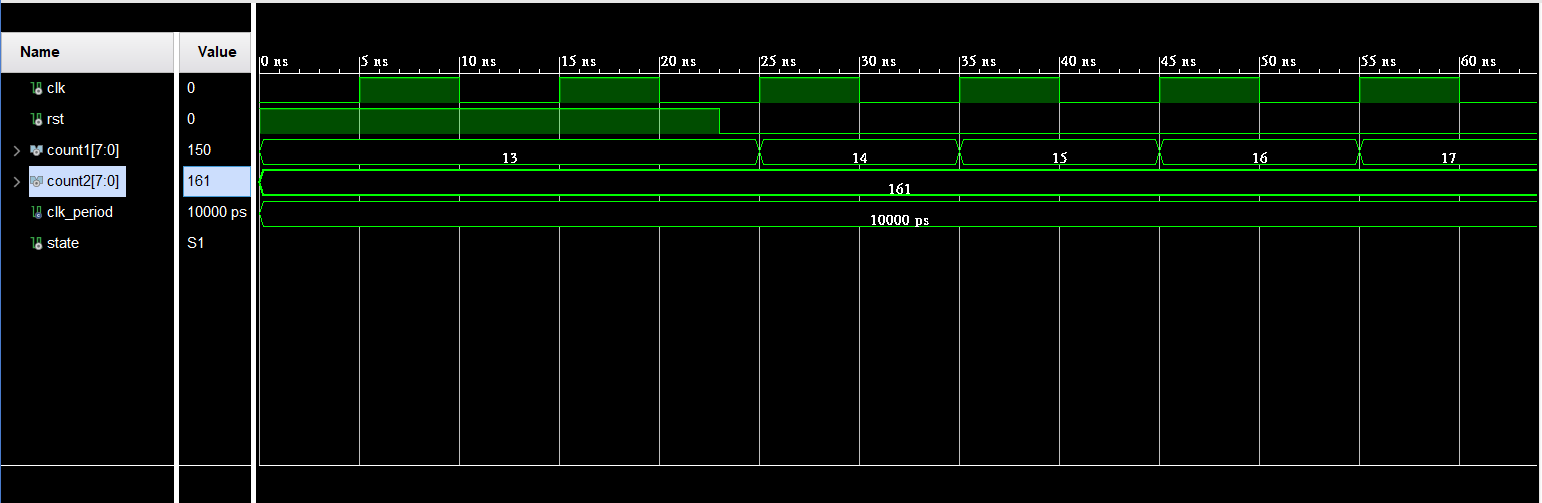 Name Value
0 ns 5 ns 10 ns 15 ns 20 ns 25 ns 30 ns 35 ns 40 ns 45 ns 50 ns 55 ns 60 ns
clk 0
rst 0
count1[7:0] 150 13 14 15 16 17
count2[7:0] 161 161
clk_period 10000 ps 10000 ps
state S1